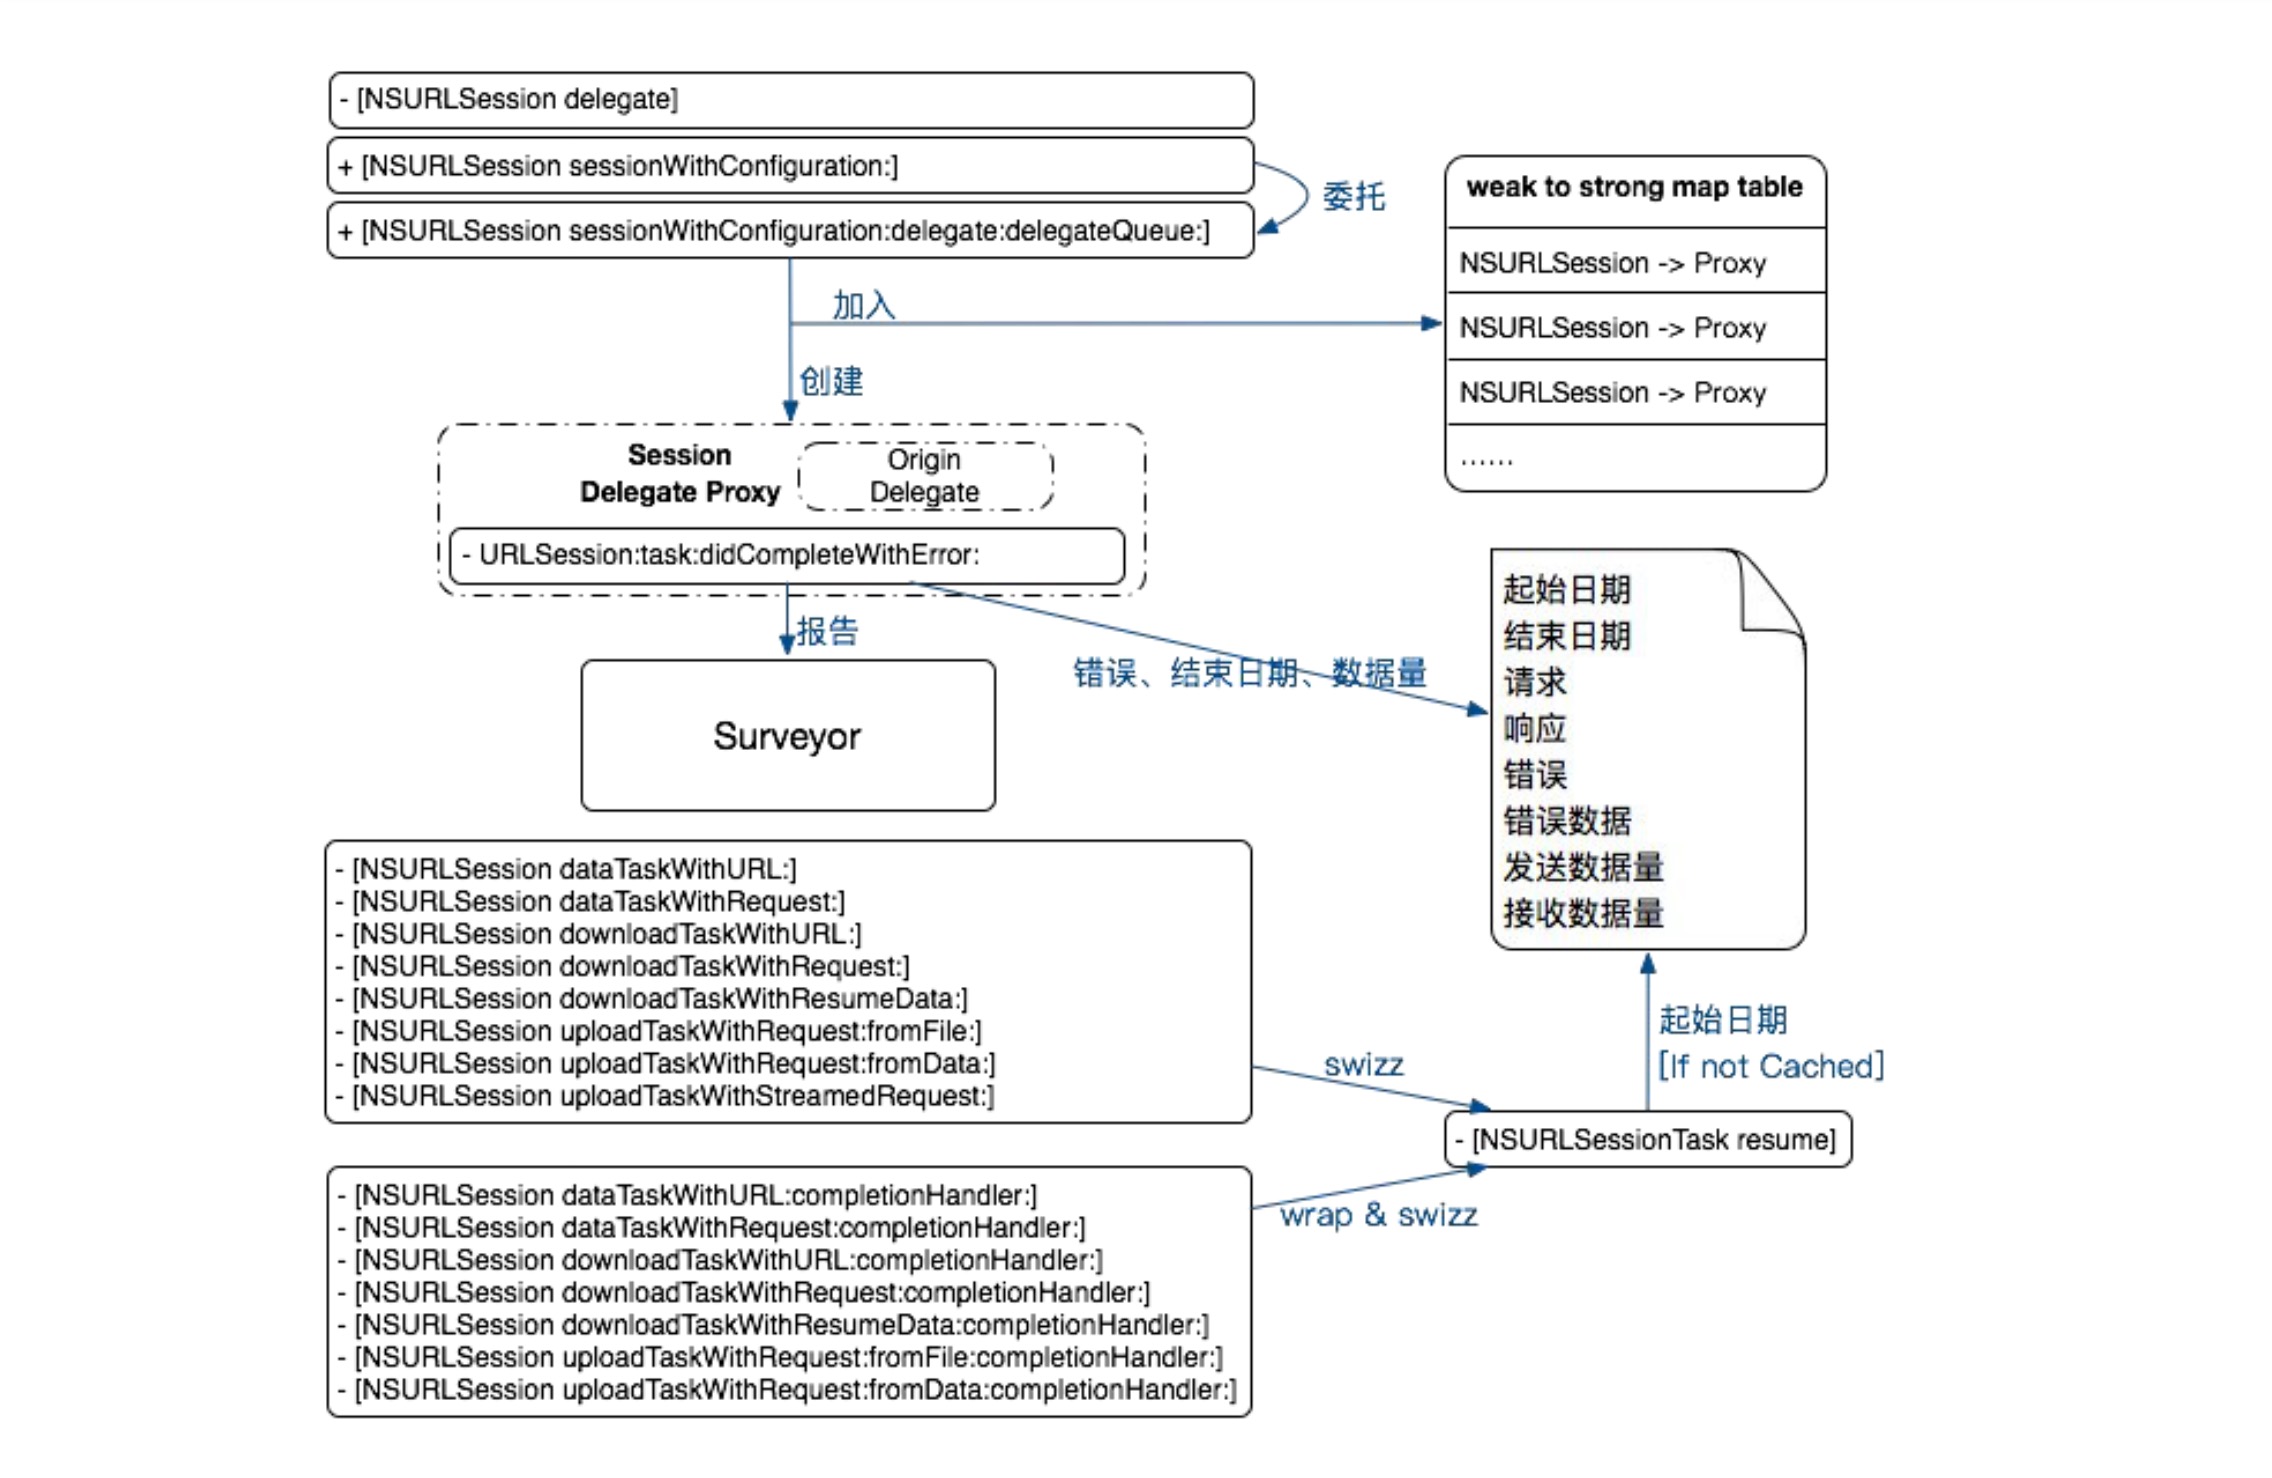 - [NSURLSession delegate]
+ [NSURLSession sessionWithConfiguration:]
+ [NSURLSession sessionWithConfiguration:delegate:delegateQueue:]
委托
加入
创建
weak to strong map table
NSURLSession -> Proxy
NSURLSession -> Proxy
NSURLSession -> Proxy
......
Session
Delegate Proxy
Origin
Delegate
- URLSession:task:didCompleteWithError:
报告
错误、结束日期、数据量
Surveyor
起始日期
结束日期
请求
响应
错误
错误数据
发送数据量
接收数据量
- [NSURLSession dataTaskWithURL:]
- [NSURLSession dataTaskWithRequest:]
- [NSURLSession downloadTaskWithURL:]
- [NSURLSession downloadTaskWithRequest:]
- [NSURLSession downloadTaskWithResumeData:]
- [NSURLSession uploadTaskWithRequest:fromFile:]
- [NSURLSession uploadTaskWithRequest:fromData:]
- [NSURLSession uploadTaskWithStreamedRequest:]
swizz
起始日期
[If not Cached]
- [NSURLSessionTask resume]
wrap & swizz
- [NSURLSession dataTaskWithURL:completionHandler:]
- [NSURLSession dataTaskWithRequest:completionHandler:]
- [NSURLSession downloadTaskWithURL:completionHandler:]
- [NSURLSession downloadTaskWithRequest:completionHandler:]
- [NSURLSession downloadTaskWithResumeData:completionHandler:]
- [NSURLSession uploadTaskWithRequest:fromFile:completionHandler:]
- [NSURLSession uploadTaskWithRequest:fromData:completionHandler:]